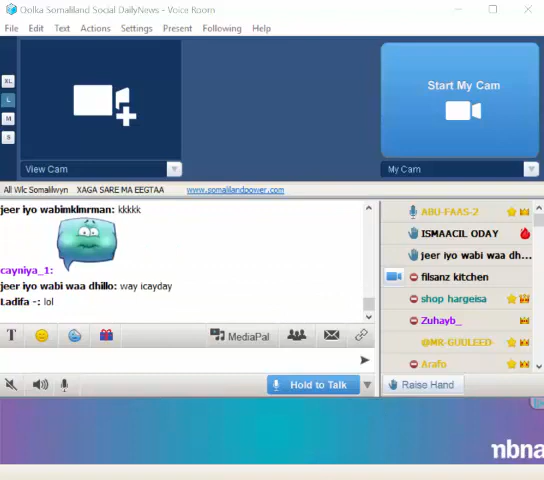 Oolka Somaliland Social DailyNews - Voice Room
File Edit Text Actions Settings Present Following Help
XL
L
M
S
Start My Cam
View Cam
My Cam
All Wlc Somalilwyn XAGA SARE MA EEGTAA www.somalilandpower.com
jeer iyo wabimklmrman: kkkkk
cayniya_1:
jeer iyo wabi waa dhillo: way icayday
Ladifa -: lol
ABU-FAAS-2
ISMAACIIL ODAY
jeer iyo wabi waa dh...
filsanz kitchen
shop hargeisa
Zuhayb_
@MR-GUULEED-
Arafo
T
MediaPal
Hold to Talk
Raise Hand
nbna